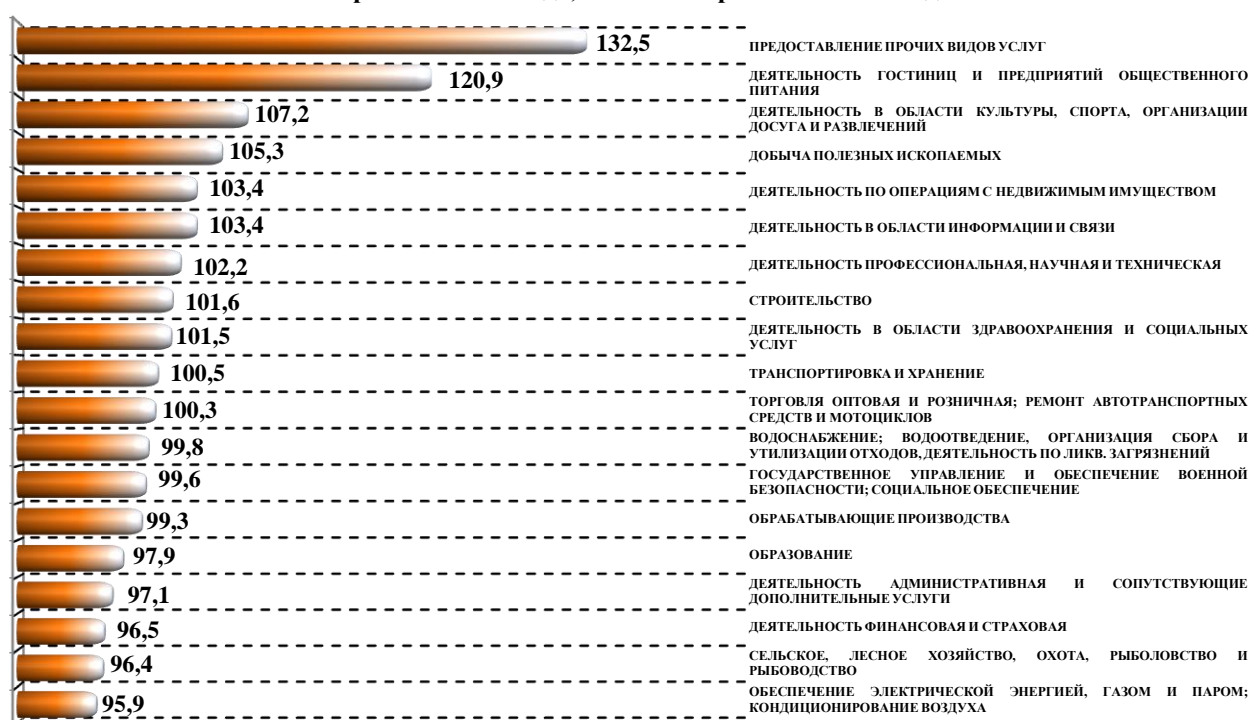 132,5 ПРЕДОСТАВЛЕНИЕ ПРОЧИХ ВИДОВ УСЛУГ
120,9 ДЕЯТЕЛЬНОСТЬ ГОСТИНИЦ И ПРЕДПРИЯТИЙ ОБЩЕСТВЕННОГО
ПИТАНИЯ
107,2 ДЕЯТЕЛЬНОСТЬ В ОБЛАСТИ КУЛЬТУРЫ, СПОРТА, ОРГАНИЗАЦИИ
ДОСУГА И РАЗВЛЕЧЕНИЙ
105,3 ДОБЫЧА ПОЛЕЗНЫХ ИСКОПАЕМЫХ
103,4 ДЕЯТЕЛЬНОСТЬ ПО ОПЕРАЦИЯМ С НЕДВИЖИМЫМ ИМУЩЕСТВОМ
103,4 ДЕЯТЕЛЬНОСТЬ В ОБЛАСТИ ИНФОРМАЦИИ И СВЯЗИ
102,2 ДЕЯТЕЛЬНОСТЬ ПРОФЕССИОНАЛЬНАЯ, НАУЧНАЯ И ТЕХНИЧЕСКАЯ
101,6 СТРОИТЕЛЬСТВО
101,5 ДЕЯТЕЛЬНОСТЬ В ОБЛАСТИ ЗДРАВООХРАНЕНИЯ И СОЦИАЛЬНЫХ
УСЛУГ
100,5 ТРАНСПОРТИРОВКА И ХРАНЕНИЕ
100,3 ТОРГОВЛЯ ОПТОВАЯ И РОЗНИЧНАЯ; РЕМОНТ АВТОТРАНСПОРТНЫХ
СРЕДСТВ И МОТОЦИКЛОВ
99,8 ВОДОСНАБЖЕНИЕ; ВОДООТВЕДЕНИЕ, ОРГАНИЗАЦИЯ СБОРА И
УТИЛИЗАЦИИ ОТХОДОВ, ДЕЯТЕЛЬНОСТЬ ПО ЛИКВ. ЗАГРЯЗНЕНИЙ
99,6 ГОСУДАРСТВЕННОЕ УПРАВЛЕНИЕ И ОБЕСПЕЧЕНИЕ ВОЕННОЙ
БЕЗОПАСНОСТИ; СОЦИАЛЬНОЕ ОБЕСПЕЧЕНИЕ
99,3 ОБРАБАТЫВАЮЩИЕ ПРОИЗВОДСТВА
97,9 ОБРАЗОВАНИЕ
97,1 ДЕЯТЕЛЬНОСТЬ АДМИНИСТРАТИВНАЯ И СОПУТСТВУЮЩИЕ
ДОПОЛНИТЕЛЬНЫЕ УСЛУГИ
96,5 ДЕЯТЕЛЬНОСТЬ ФИНАНСОВАЯ И СТРАХОВАЯ
96,4 СЕЛЬСКОЕ, ЛЕСНОЕ ХОЗЯЙСТВО, ОХОТА, РЫБОЛОВСТВО И
РЫБОВОДСТВО
95,9 ОБЕСПЕЧЕНИЕ ЭЛЕКТРИЧЕСКОЙ ЭНЕРГИЕЙ, ГАЗОМ И ПАРОМ;
КОНДИЦИОНИРОВАНИЕ ВОЗДУХА